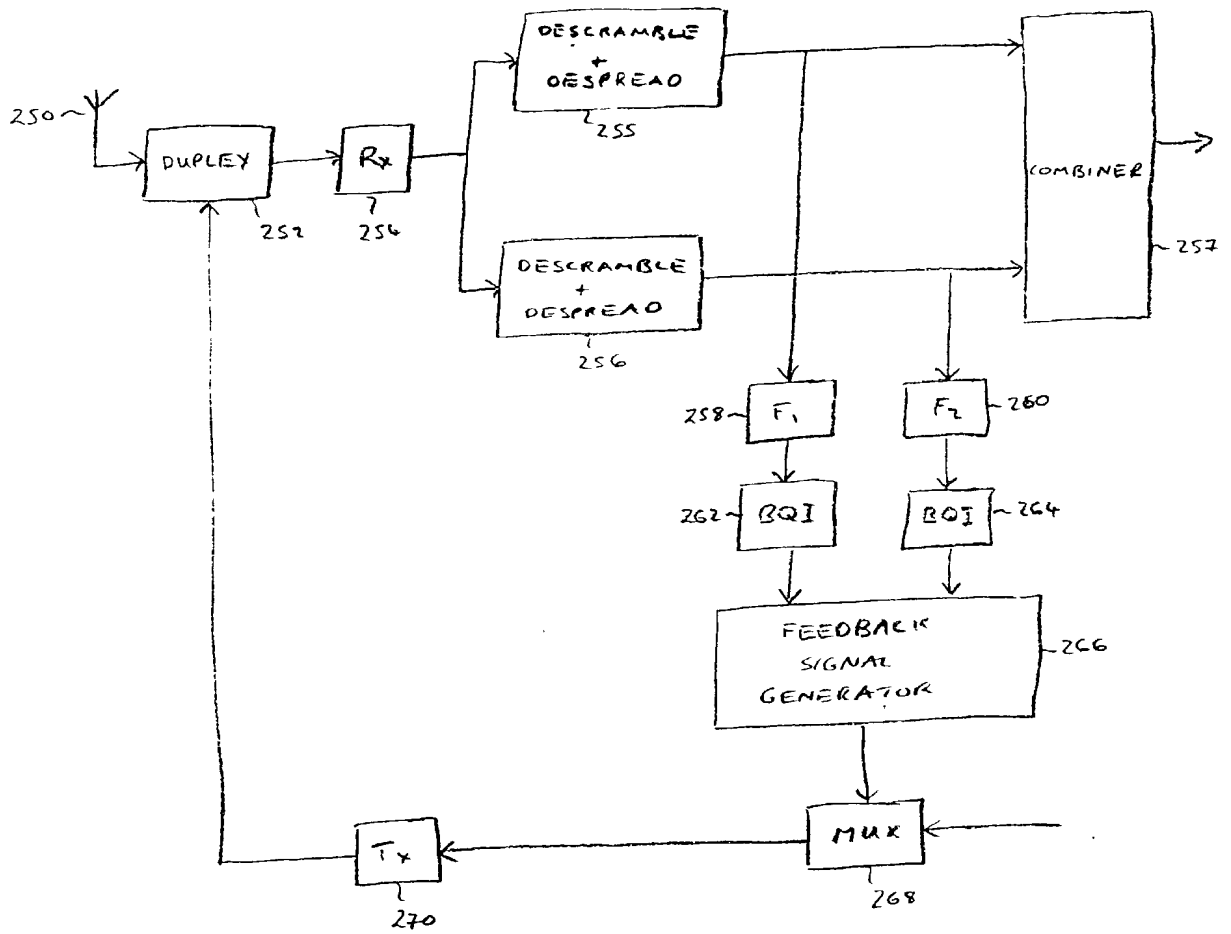 DESCRAMBLE
+
DESPREAD
255
250
DUPLEX
252
Rx
254
COMBINER
257
DESCRAMBLE
+
DESPREAD
256
258
F1
F2
260
262
BQI
BQI
264
FEEDBACK
SIGNAL
GENERATOR
266
Tx
270
MUX
268